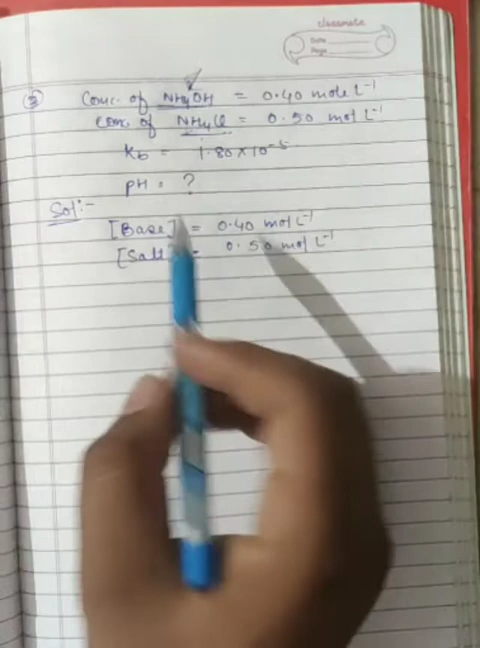 classmate
Date
Page
③ Conc. of NH4OH = 0.40 mole L⁻¹
Conc. of NH4Cl = 0.50 mol L⁻¹
Kb = 1.80×10⁻⁵
pH = ?
Sol:-
[Base] = 0.40 mol L⁻¹
[Salt = 0.50 mol L⁻¹